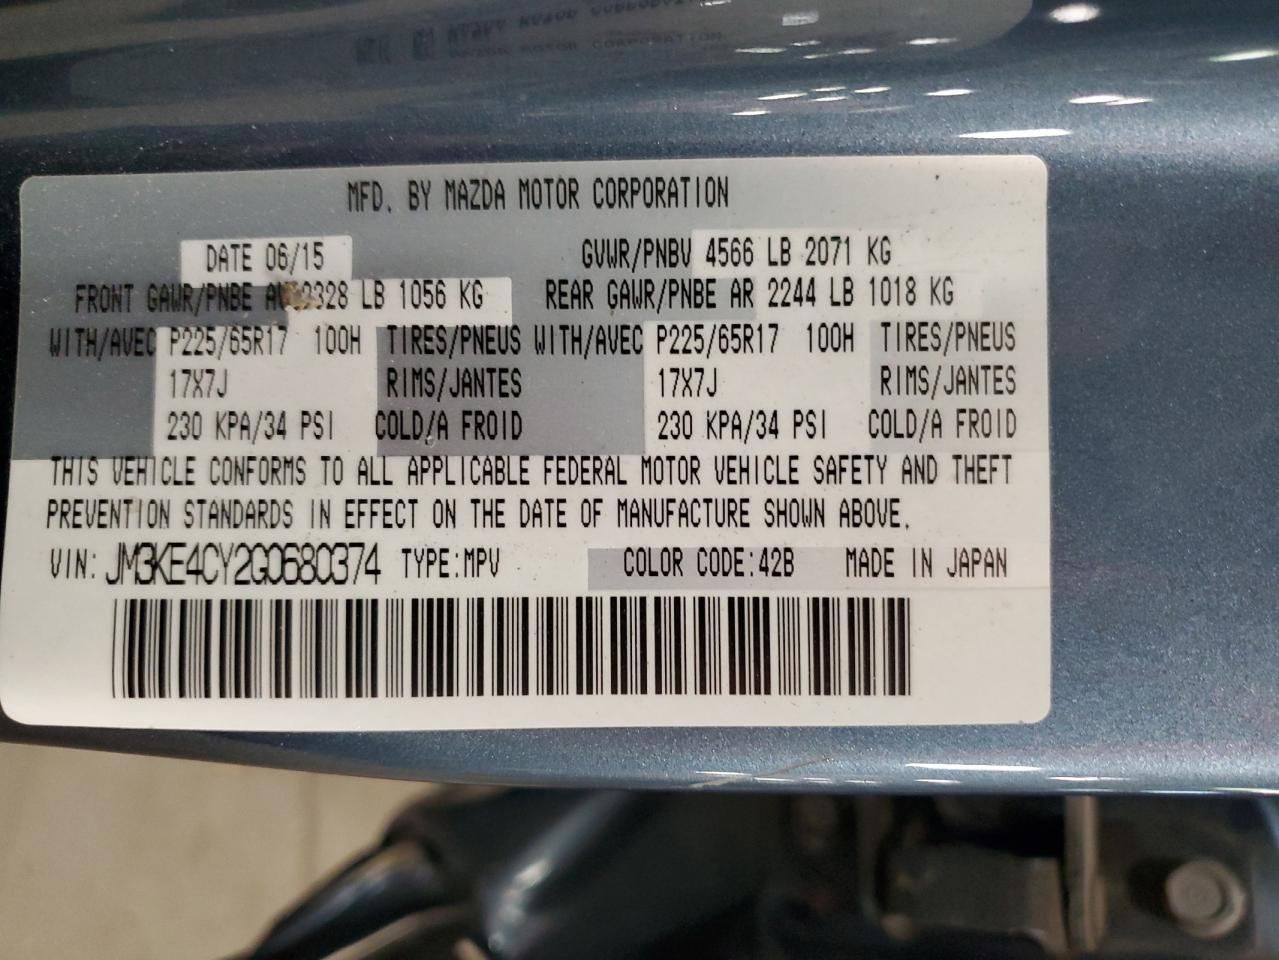 MFD. BY MAZDA MOTOR CORPORATION
DATE 06/15 GVWR/PNBV 4566 LB 2071 KG
FRONT GAWR/PNBE AV 2328 LB 1056 KG REAR GAWR/PNBE AR 2244 LB 1018 KG
WITH/AVEC P225/65R17 100H TIRES/PNEUS WITH/AVEC P225/65R17 100H TIRES/PNEUS
17X7J RIMS/JANTES 17X7J RIMS/JANTES
230 KPA/34 PSI COLD/A FROID 230 KPA/34 PSI COLD/A FROID
THIS VEHICLE CONFORMS TO ALL APPLICABLE FEDERAL MOTOR VEHICLE SAFETY AND THEFT
PREVENTION STANDARDS IN EFFECT ON THE DATE OF MANUFACTURE SHOWN ABOVE.
VIN: JM3KE4CY2G0680374 TYPE:MPV COLOR CODE:42B MADE IN JAPAN